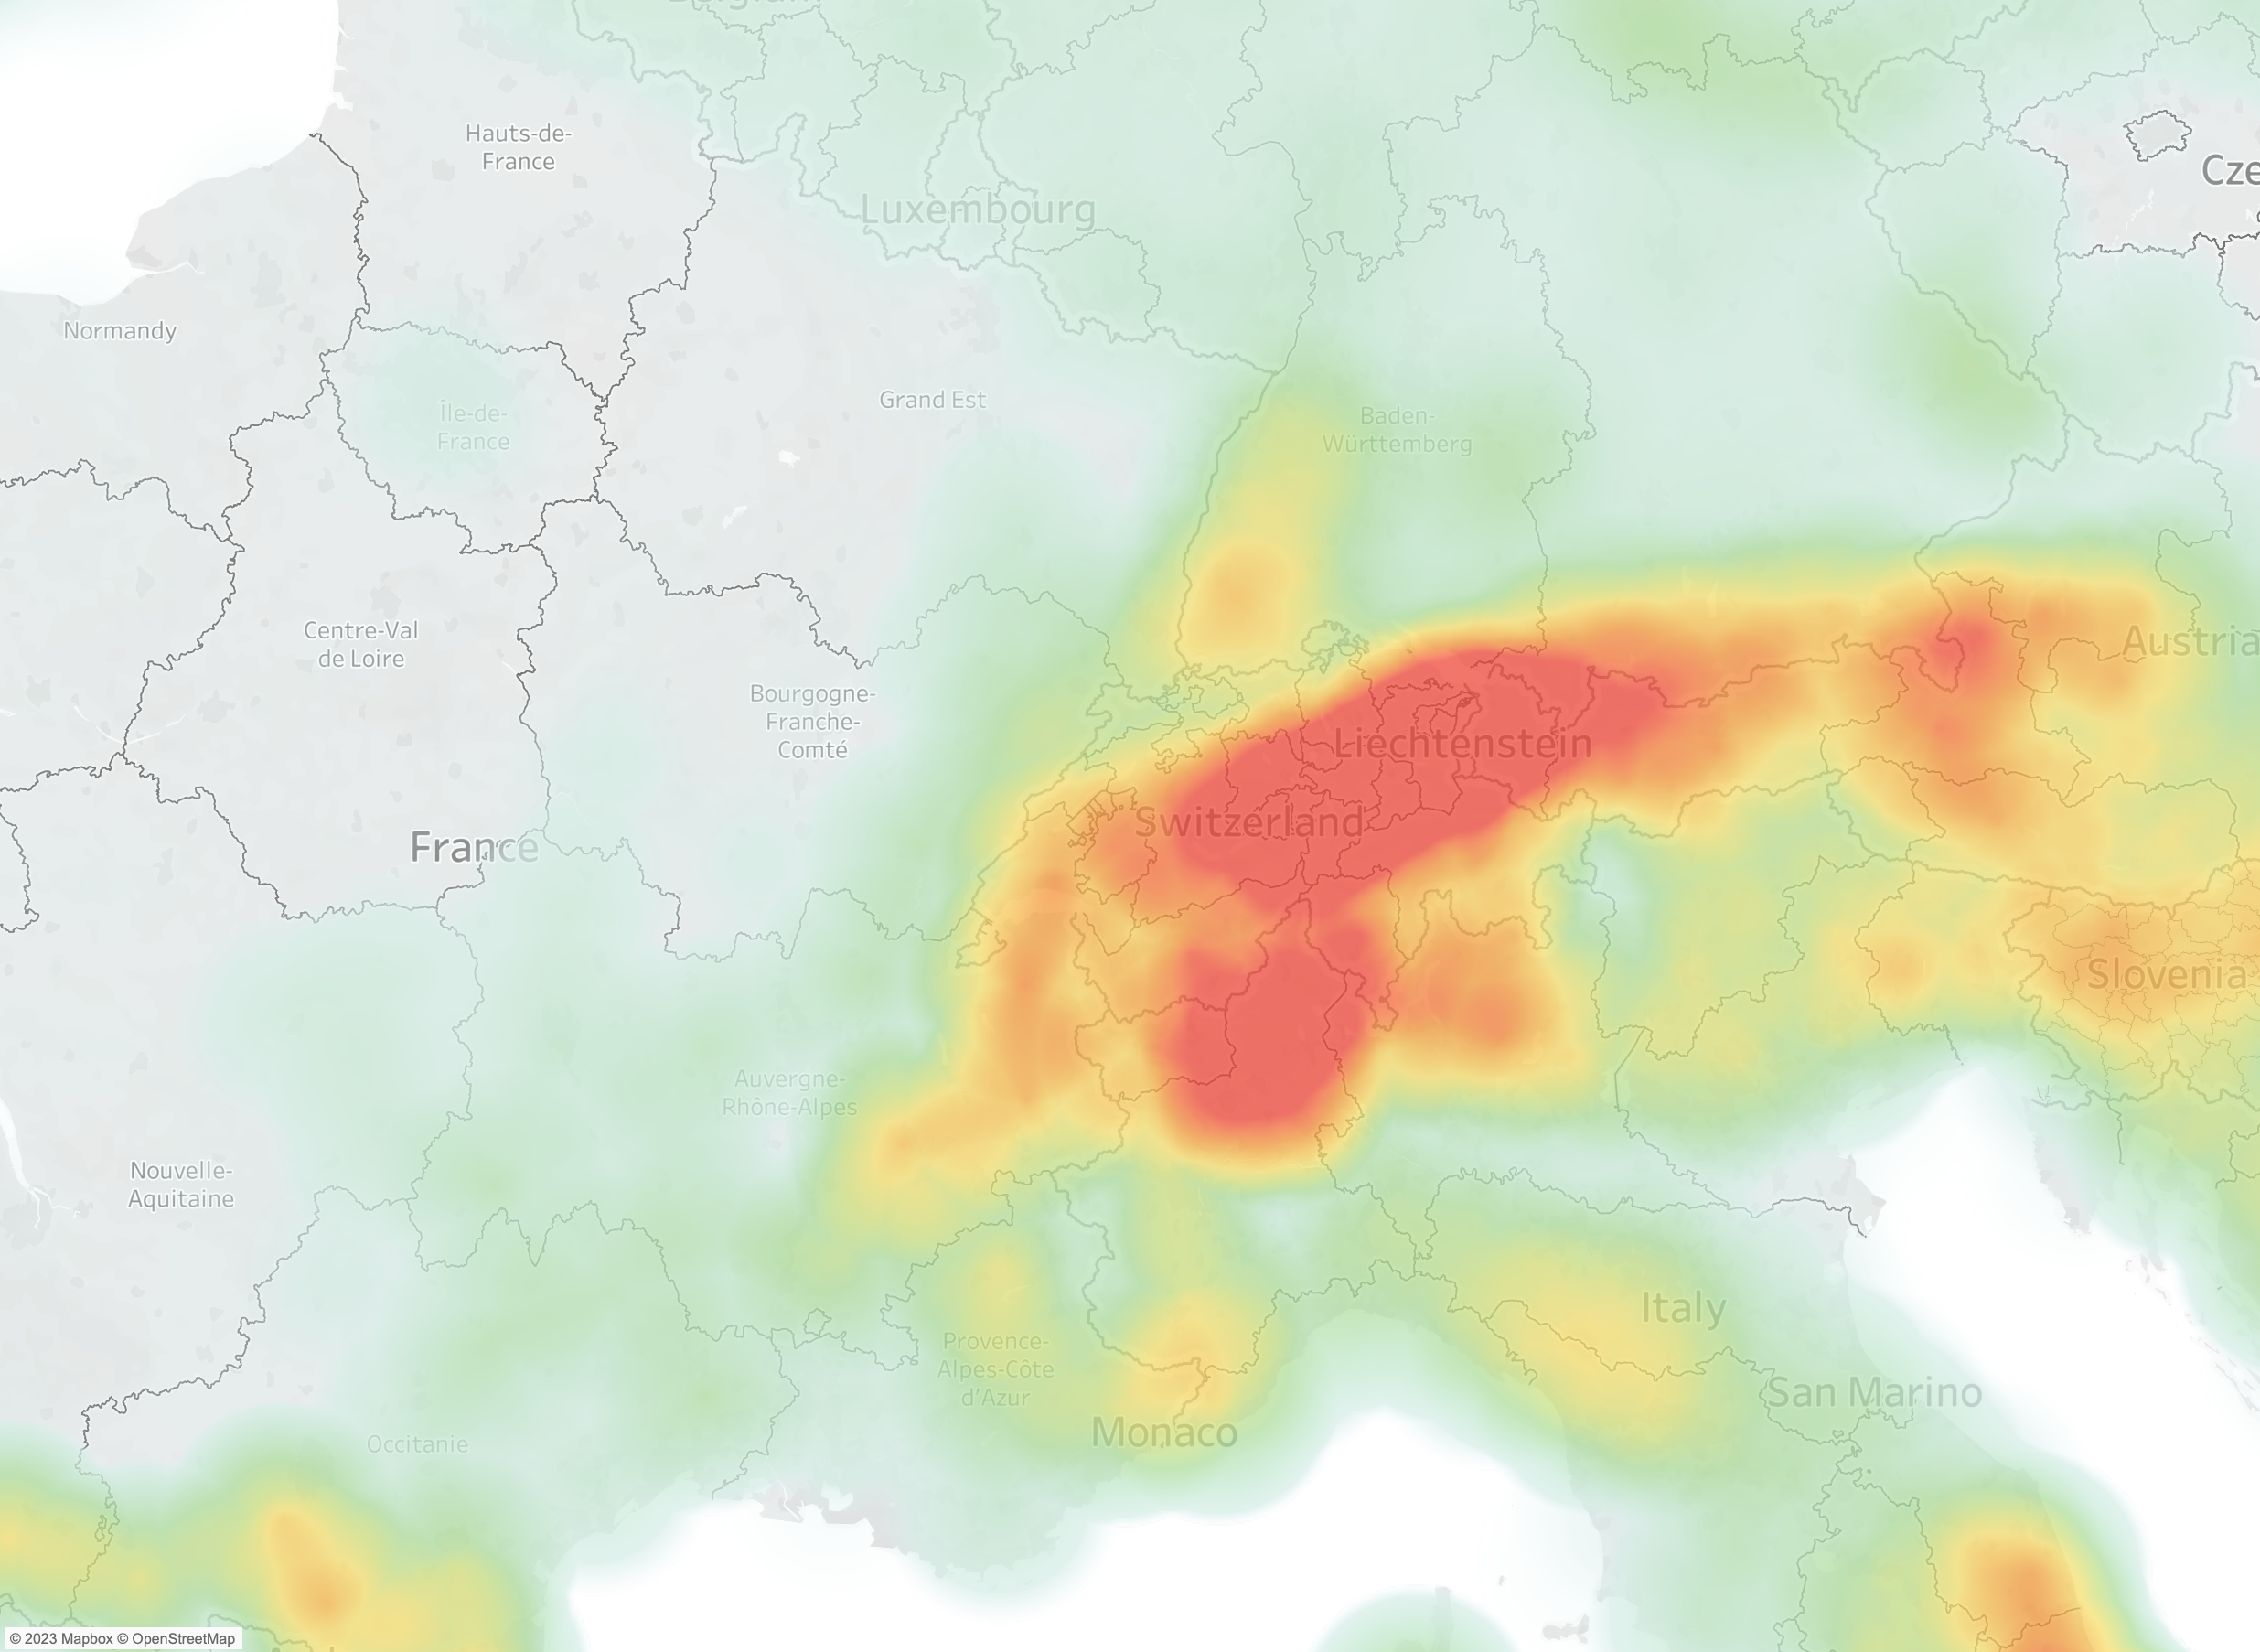 Hauts-de-
France
Cze
Luxembourg
Normandy
Grand Est
Île-de-
France
Baden-
Württemberg
Centre-Val
de Loire
Austria
Bourgogne-
Franche-
Comté
Liechtenstein
Switzerland
France
Slovenia
Auvergne-
Rhône-Alpes
Nouvelle-
Aquitaine
Italy
Provence-
Alpes-Côte
d'Azur
San Marino
Monaco
Occitanie
© 2023 Mapbox © OpenStreetMap